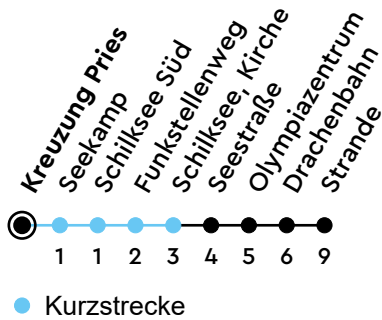 Kreuzung Pries
Seekamp
Schilksee Süd
Funkstellenweg
Schilksee, Kirche
Seestraße
Olympiazentrum
Drachenbahn
Strande
1 1 2 3 4 5 6 9
Kurzstrecke